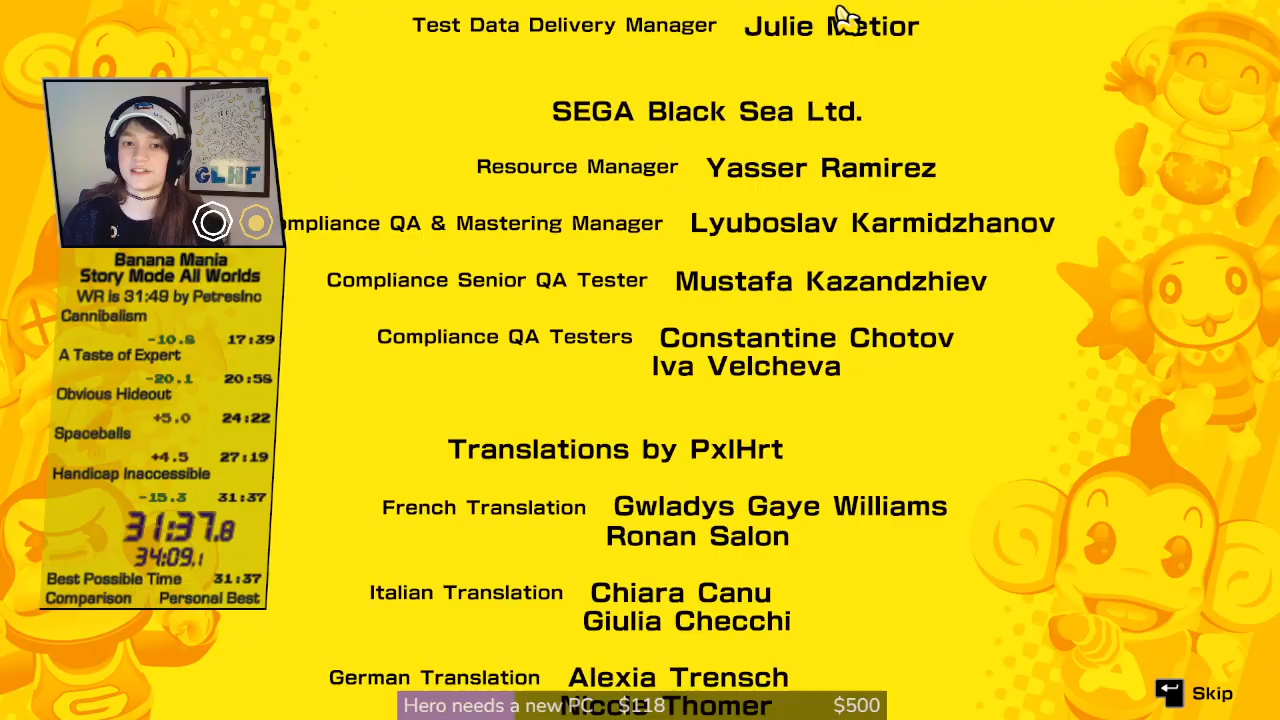 Test Data Delivery Manager Julie Metior
SEGA Black Sea Ltd.
Resource Manager Yasser Ramirez
ompliance QA & Mastering Manager Lyuboslav Karmidzhanov
Compliance Senior QA Tester Mustafa Kazandzhiev
Compliance QA Testers Constantine Chotov
Iva Velcheva
Translations by PxlHrt
French Translation Gwladys Gaye Williams
Ronan Salon
Italian Translation Chiara Canu
Giulia Checchi
German Translation Alexia Trensch
Nicole Thomer
GLHF
Banana Mania
Story Mode All Worlds
WR is 31:49 by PetresInc
Cannibalism
-10.8 17:39
A Taste of Expert
-20.1 20:58
Obvious Hideout
+5.0 24:22
Spaceballs
+4.5 27:19
Handicap Inaccessible
-15.3 31:37
31:37.8
34:09.1
Best Possible Time 31:37
Comparison Personal Best
Hero needs a new PC $118 $500
Skip